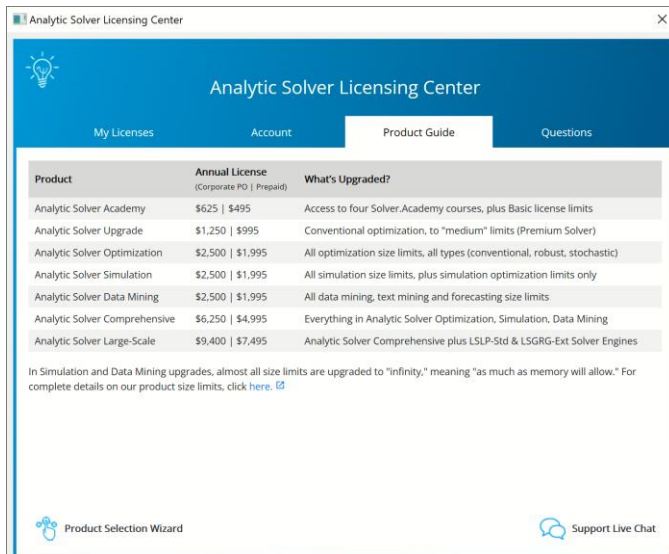 Analytic Solver Licensing Center
Analytic Solver Licensing Center
My Licenses Account Product Guide Questions
Product Annual License What's Upgraded?
(Corporate PO | Prepaid)
Analytic Solver Academy $625 | $495 Access to four Solver.Academy courses, plus Basic license limits
Analytic Solver Upgrade $1,250 | $995 Conventional optimization, to "medium" limits (Premium Solver)
Analytic Solver Optimization $2,500 | $1,995 All optimization size limits, all types (conventional, robust, stochastic)
Analytic Solver Simulation $2,500 | $1,995 All simulation size limits, plus simulation optimization limits only
Analytic Solver Data Mining $2,500 | $1,995 All data mining, text mining and forecasting size limits
Analytic Solver Comprehensive $6,250 | $4,995 Everything in Analytic Solver Optimization, Simulation, Data Mining
Analytic Solver Large-Scale $9,400 | $7,495 Analytic Solver Comprehensive plus LSLP-Std & LSGRG-Ext Solver Engines
In Simulation and Data Mining upgrades, almost all size limits are upgraded to "infinity," meaning "as much as memory will allow." For
complete details on our product size limits, click here.
Product Selection Wizard Support Live Chat